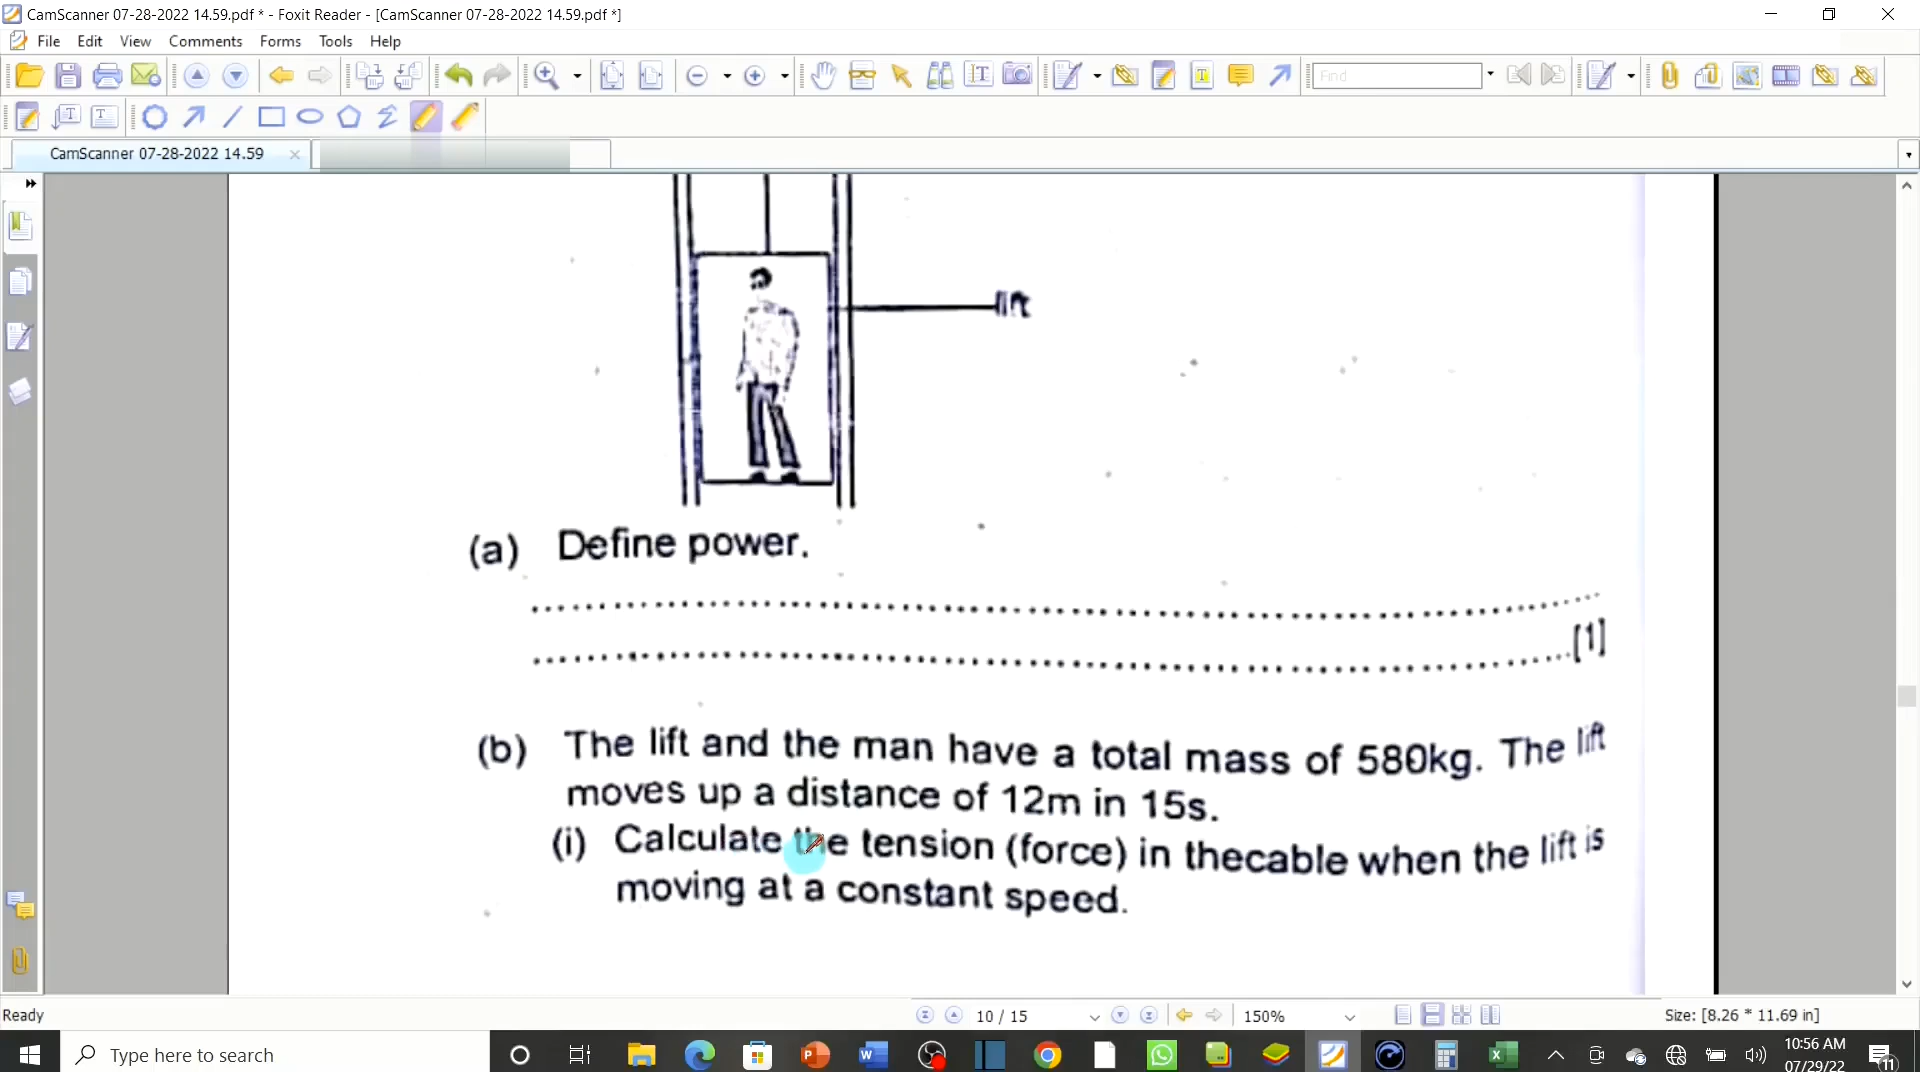 CamScanner 07-28-2022 14.59.pdf * - Foxit Reader - [CamScanner 07-28-2022 14.59.pdf *]
File Edit View Comments Forms Tools Help
Find
CamScanner 07-28-2022 14.59
lift
(a) Define power.
[1]
(b) The lift and the man have a total mass of 580kg. The lift
moves up a distance of 12m in 15s.
(i) Calculate the tension (force) in thecable when the lift is
moving at a constant speed.
Ready
10 / 15
150%
Size: [8.26 * 11.69 in]
Type here to search
10:56 AM
07/29/22
11